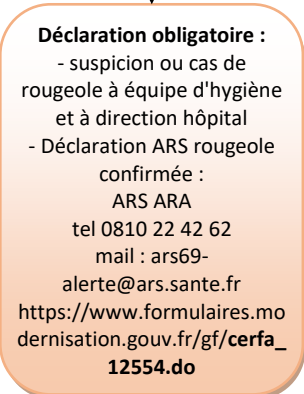 Déclaration obligatoire :
- suspicion ou cas de
rougeole à équipe d'hygiène
et à direction hôpital
- Déclaration ARS rougeole
confirmée :
ARS ARA
tel 0810 22 42 62
mail : ars69-
alerte@ars.sante.fr
https://www.formulaires.mo
dernisation.gouv.fr/gf/cerfa_
12554.do